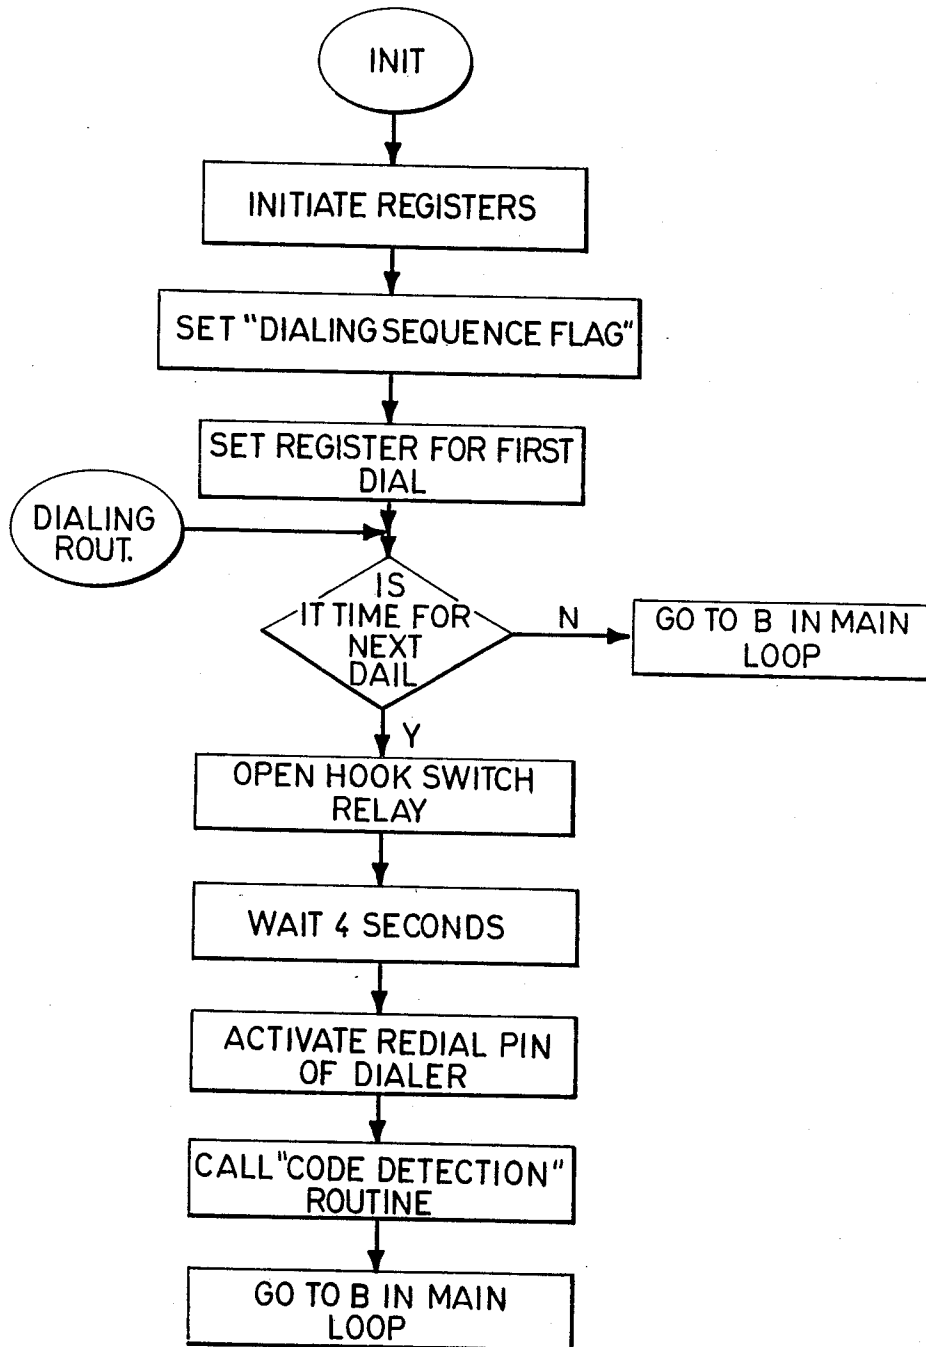 INIT
INITIATE REGISTERS
SET "DIALING SEQUENCE FLAG"
SET REGISTER FOR FIRST
DIAL
DIALING
ROUT.
IS
IT TIME FOR
NEXT
DAIL
N
GO TO B IN MAIN
LOOP
Y
OPEN HOOK SWITCH
RELAY
WAIT 4 SECONDS
ACTIVATE REDIAL PIN
OF DIALER
CALL "CODE DETECTION"
ROUTINE
GO TO B IN MAIN
LOOP